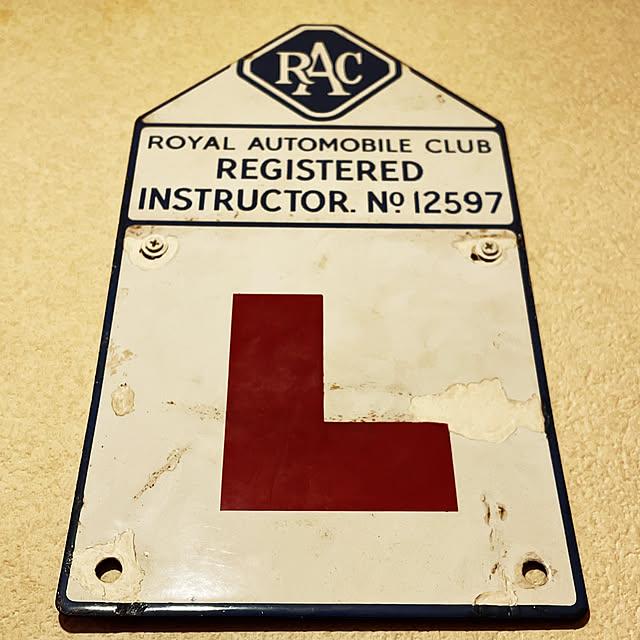 RAC
ROYAL AUTOMOBILE CLUB
REGISTERED
INSTRUCTOR. Nº 12597
L